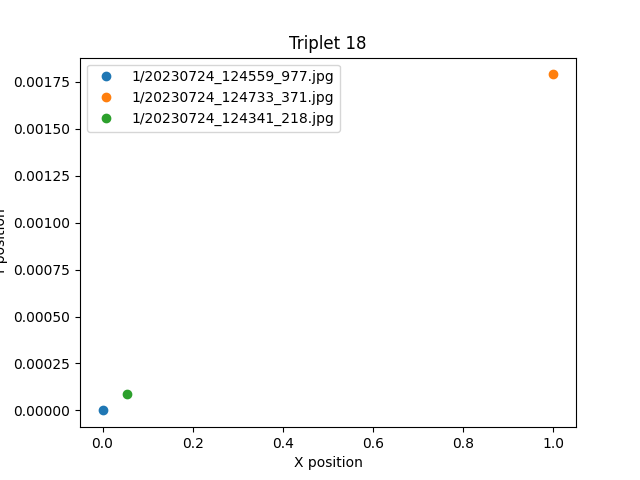 Triplet 18
1/20230724_124559_977.jpg
1/20230724_124733_371.jpg
1/20230724_124341_218.jpg
0.00175
0.00150
0.00125
0.00100
0.00075
0.00050
0.00025
0.00000
position
0.0 0.2 0.4 0.6 0.8 1.0
X position